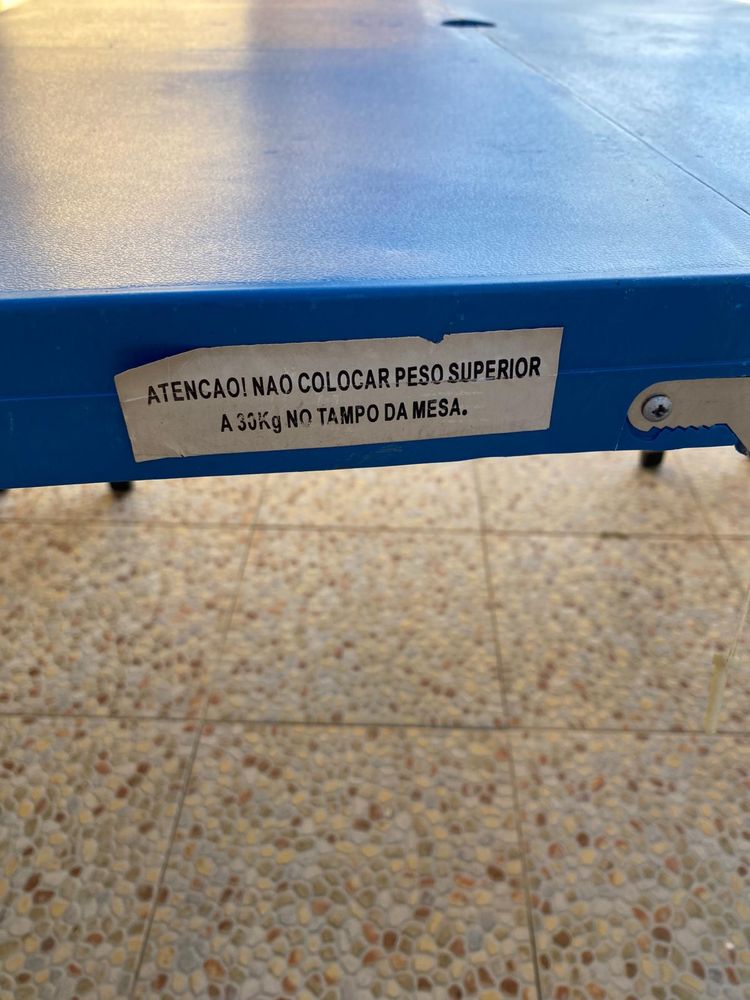 ATENCAO! NAO COLOCAR PESO SUPERIOR
A 30Kg NO TAMPO DA MESA.